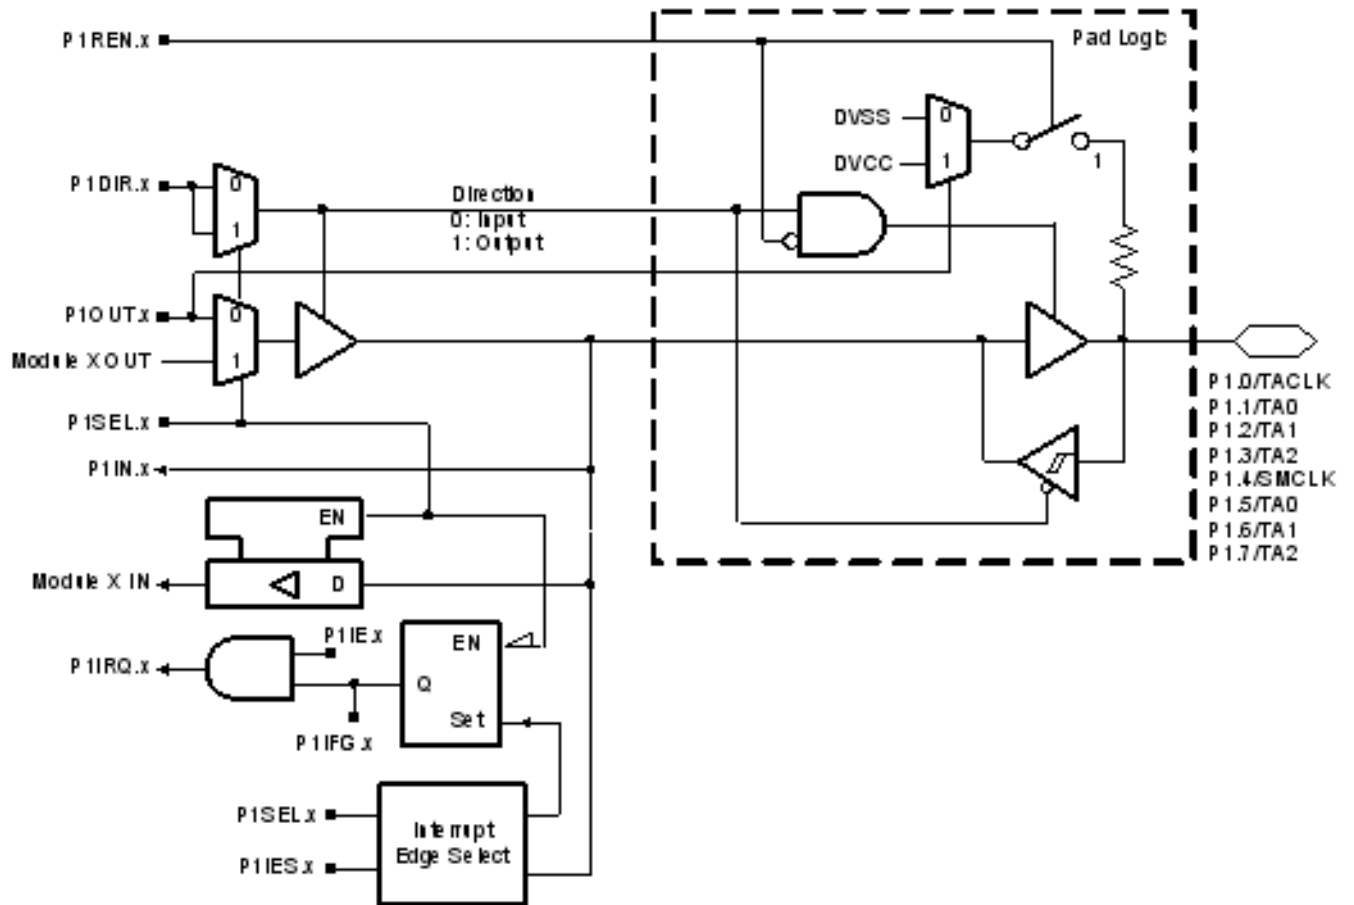 P1REN.x
Pad Logic
DVSS
0
DVCC
1
1
P1DIR.x
0
1
Direction
0: Input
1: Output
P1OUT.x
0
Module X OUT
1
P1SEL.x
P1IN.x
EN
Module X IN
D
P1IRQ.x
P1IE.x
EN
Q
Set
P1IFG.x
P1SEL.x
Interrupt
Edge Select
P1IES.x
P1.0/TACLK
P1.1/TA0
P1.2/TA1
P1.3/TA2
P1.4/SMCLK
P1.5/TA0
P1.6/TA1
P1.7/TA2